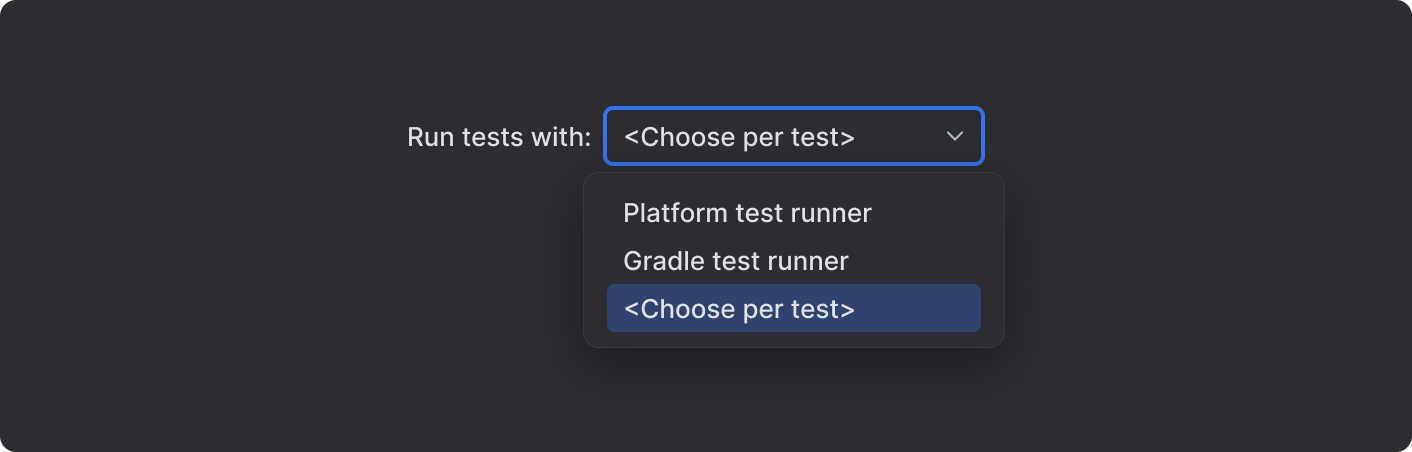 Run tests with: <Choose per test>
Platform test runner
Gradle test runner
<Choose per test>